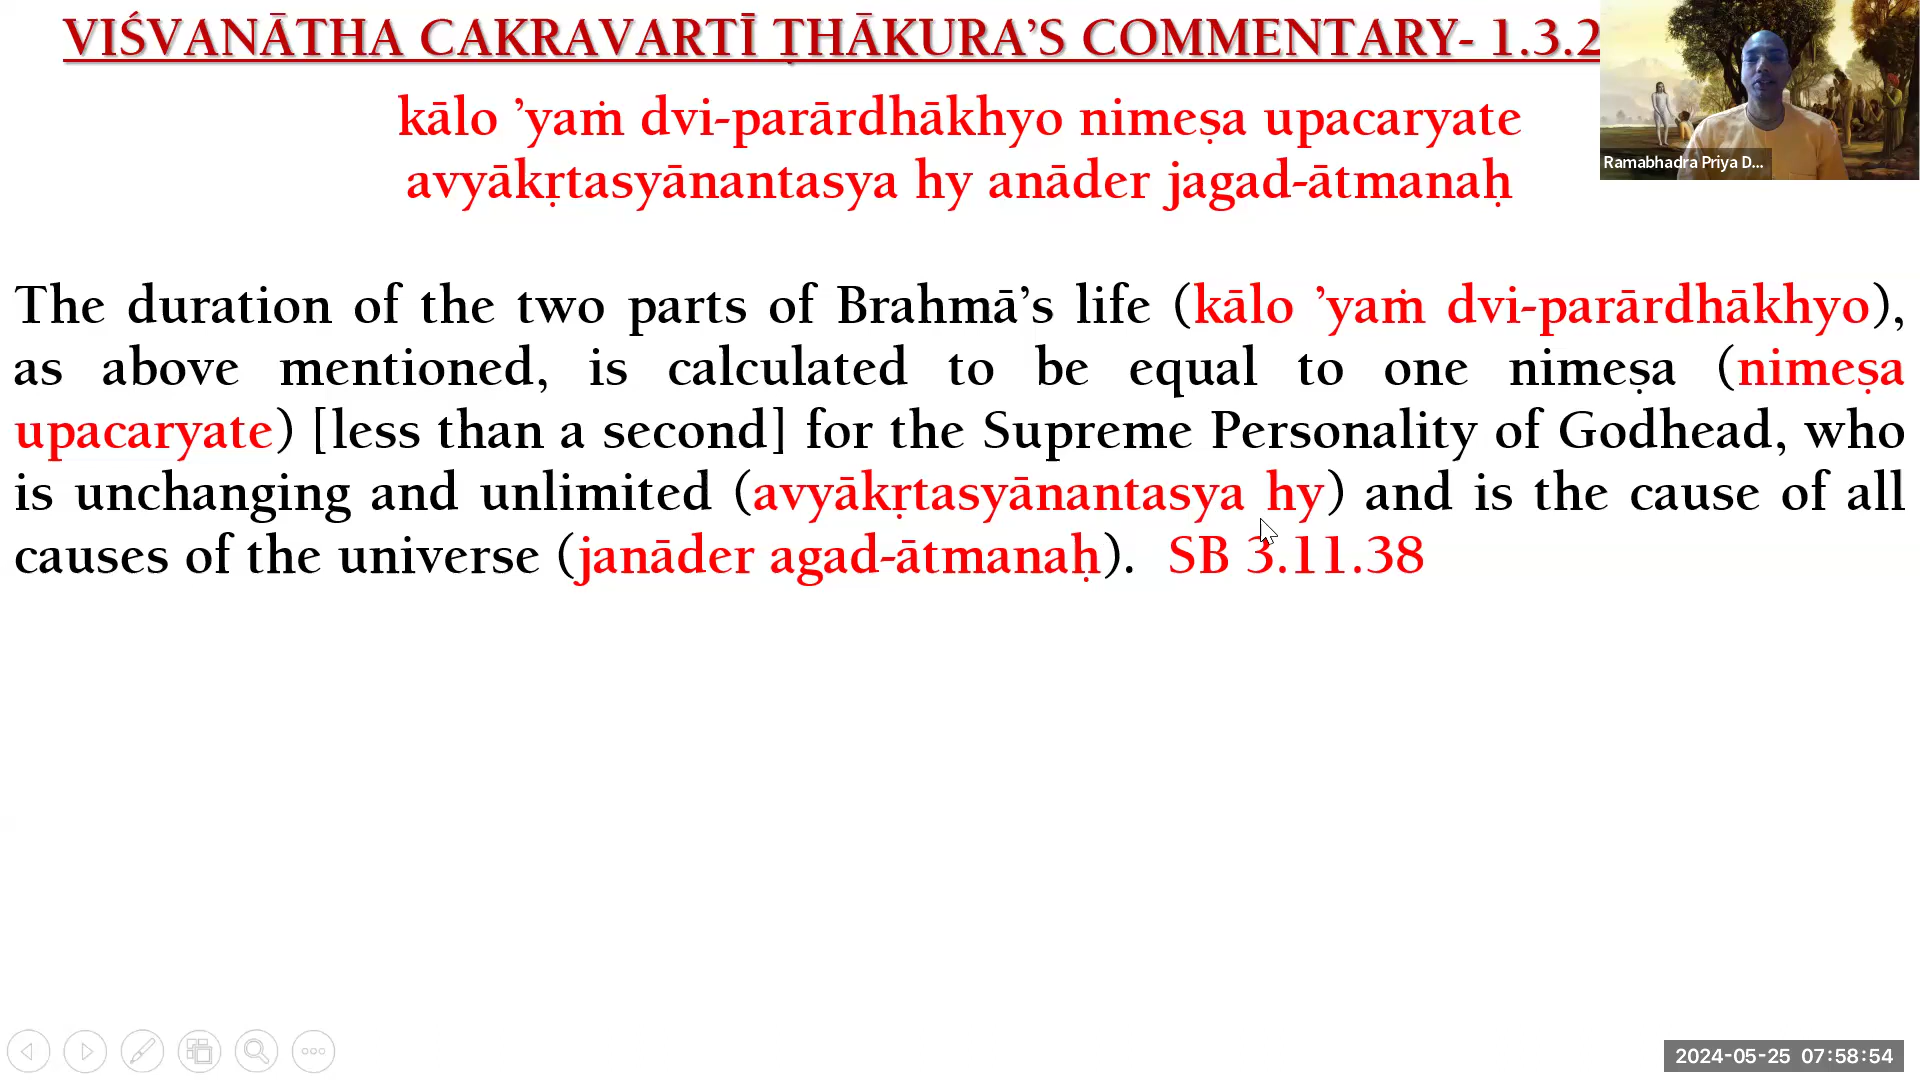 VIŚVANĀTHA CAKRAVARTĪ ṬHĀKURA’S COMMENTARY- 1.3.2
kālo ’yaṁ dvi-parārdhākhyo nimeṣa upacaryate
avyākṛtasyānantasya hy anāder jagad-ātmanaḥ
Ramabhadra Priya D...
The duration of the two parts of Brahmā’s life (kālo ’yaṁ dvi-parārdhākhyo),
as above mentioned, is calculated to be equal to one nimeṣa (nimeṣa
upacaryate) [less than a second] for the Supreme Personality of Godhead, who
is unchanging and unlimited (avyākṛtasyānantasya hy) and is the cause of all
causes of the universe (janāder agad-ātmanaḥ). SB 3.11.38
2024-05-25 07:58:54